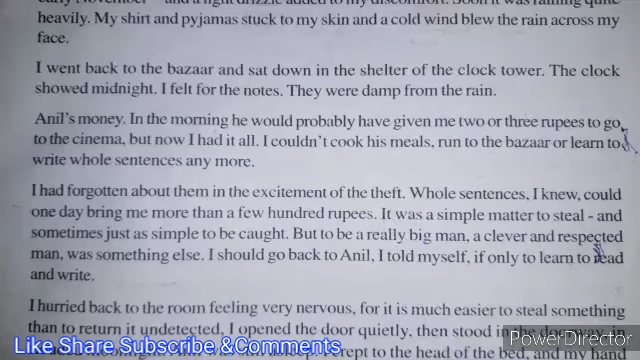 heavily. My shirt and pyjamas stuck to my skin and a cold wind blew the rain across my
face.
I went back to the bazaar and sat down in the shelter of the clock tower. The clock
showed midnight. I felt for the notes. They were damp from the rain.
Anil's money. In the morning he would probably have given me two or three rupees to go
to the cinema, but now I had it all. I couldn't cook his meals, run to the bazaar or learn to
write whole sentences any more.
I had forgotten about them in the excitement of the theft. Whole sentences, I knew, could
one day bring me more than a few hundred rupees. It was a simple matter to steal - and
sometimes just as simple to be caught. But to be a really big man, a clever and respected
man, was something else. I should go back to Anil, I told myself, if only to learn to read
and write.
I hurried back to the room feeling very nervous, for it is much easier to steal something
than to return it undetected. I opened the door quietly, then stood in the doorway, in
Like Share Subscribe &Comments
crept to the head of the bed, and my hand
PowerDirector